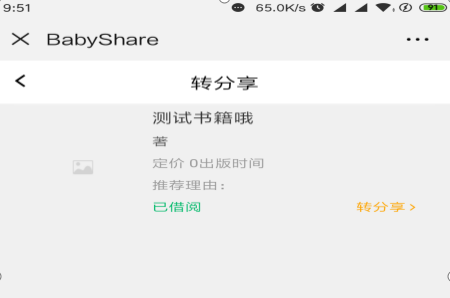 9:51 65.0K/s 91
BabyShare
转分享
测试书籍哦
著
定价 0出版时间
推荐理由：
已借阅 转分享 >